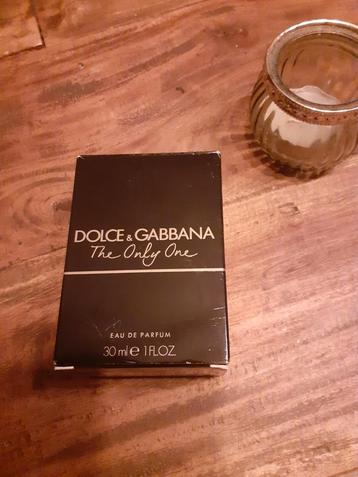 DOLCE & GABBANA
The Only One
EAU DE PARFUM
30 ml e 1 FL.OZ.